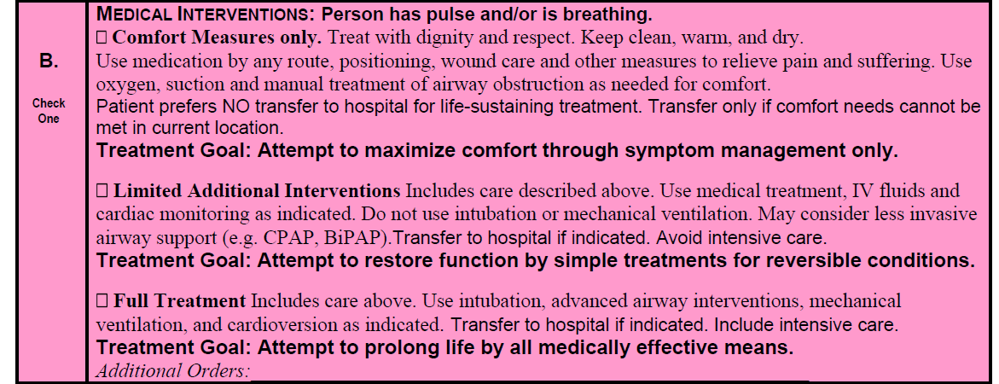 B.
Check
One
MEDICAL INTERVENTIONS: Person has pulse and/or is breathing.
□ Comfort Measures only. Treat with dignity and respect. Keep clean, warm, and dry.
Use medication by any route, positioning, wound care and other measures to relieve pain and suffering. Use
oxygen, suction and manual treatment of airway obstruction as needed for comfort.
Patient prefers NO transfer to hospital for life-sustaining treatment. Transfer only if comfort needs cannot be
met in current location.
Treatment Goal: Attempt to maximize comfort through symptom management only.
□ Limited Additional Interventions Includes care described above. Use medical treatment, IV fluids and
cardiac monitoring as indicated. Do not use intubation or mechanical ventilation. May consider less invasive
airway support (e.g. CPAP, BiPAP).Transfer to hospital if indicated. Avoid intensive care.
Treatment Goal: Attempt to restore function by simple treatments for reversible conditions.
□ Full Treatment Includes care above. Use intubation, advanced airway interventions, mechanical
ventilation, and cardioversion as indicated. Transfer to hospital if indicated. Include intensive care.
Treatment Goal: Attempt to prolong life by all medically effective means.
Additional Orders: